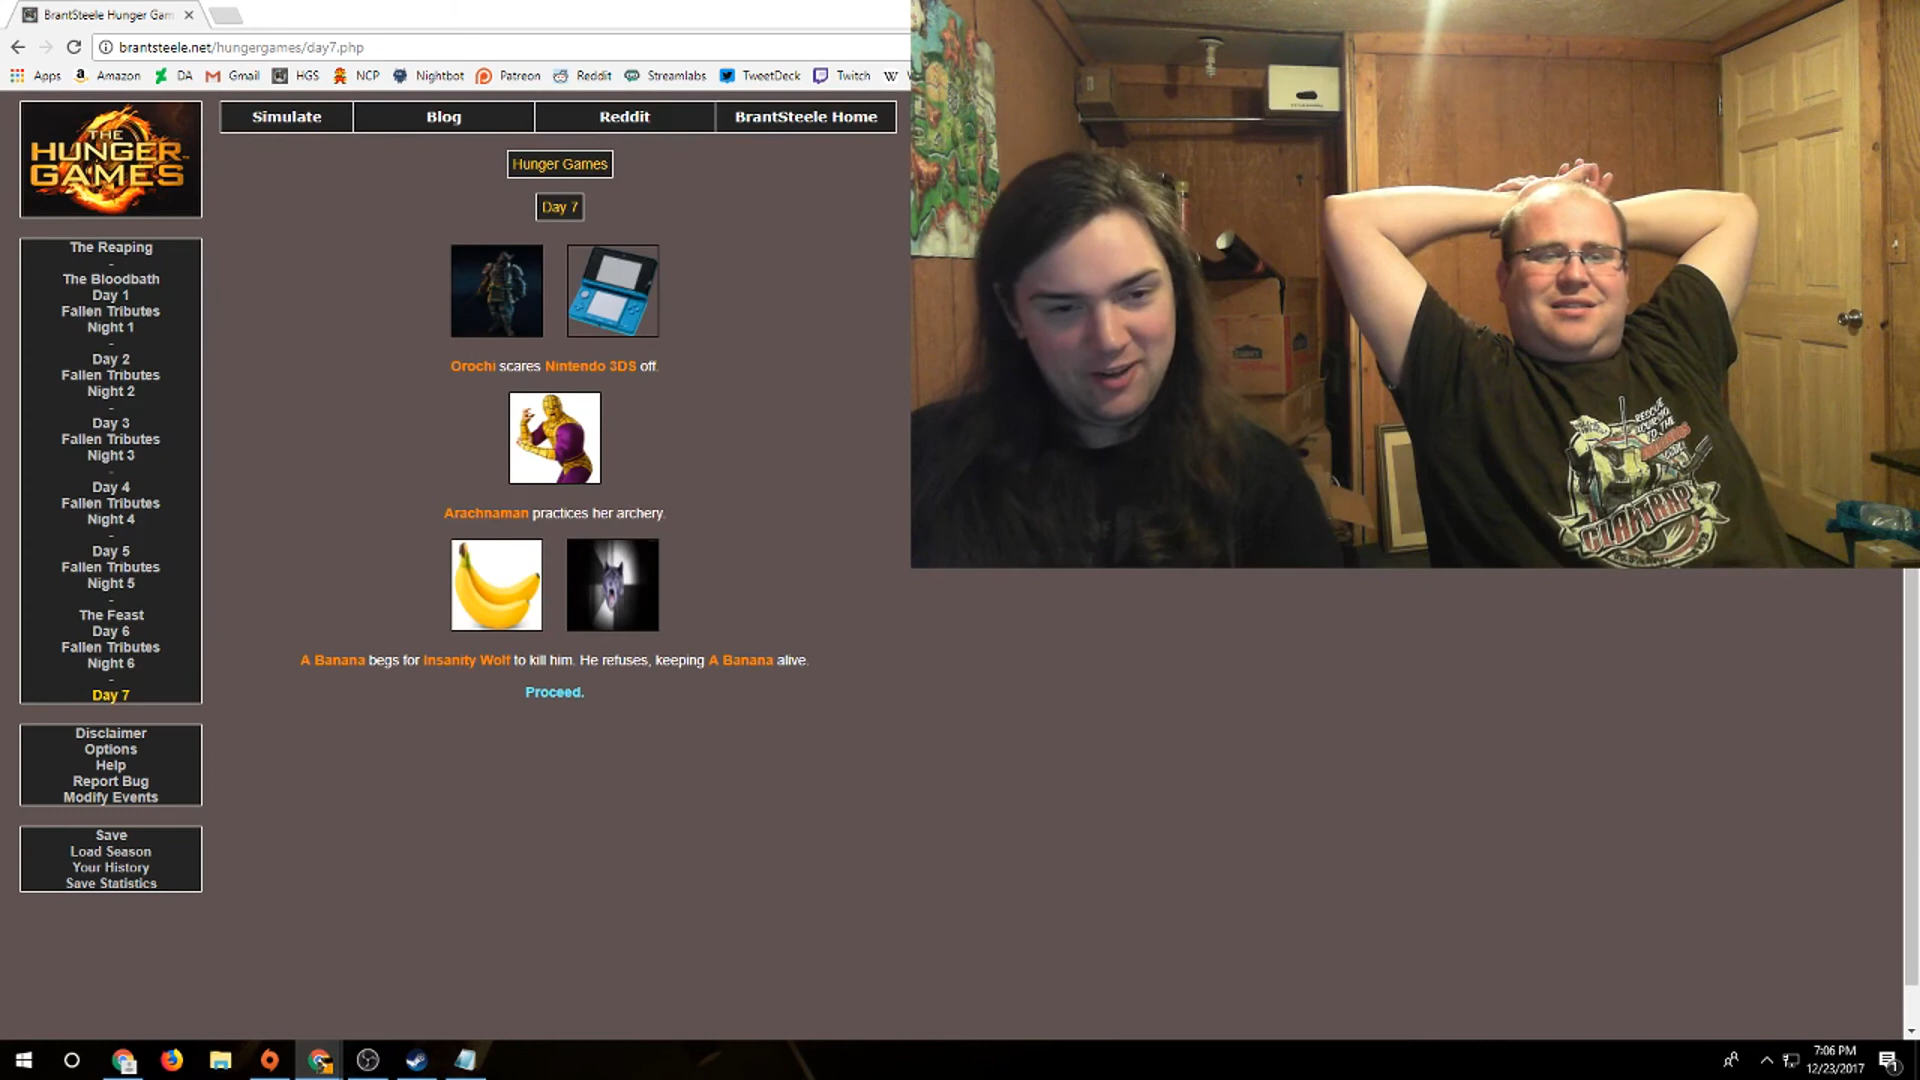 BrantSteele Hunger Gam
brantsteele.net/hungergames/day7.php
Apps Amazon DA Gmail HGS NCP Nightbot Patreon Reddit Streamlabs TweetDeck Twitch
THE
HUNGER
GAMES
Simulate Blog Reddit BrantSteele Home
Hunger Games
Day 7
Orochi scares Nintendo 3DS off.
Arachnaman practices her archery.
A Banana begs for Insanity Wolf to kill him. He refuses, keeping A Banana alive.
Proceed.
The Reaping
-
The Bloodbath
Day 1
Fallen Tributes
Night 1
-
Day 2
Fallen Tributes
Night 2
-
Day 3
Fallen Tributes
Night 3
-
Day 4
Fallen Tributes
Night 4
-
Day 5
Fallen Tributes
Night 5
-
The Feast
Day 6
Fallen Tributes
Night 6
-
Day 7
Disclaimer
Options
Help
Report Bug
Modify Events
Save
Load Season
Your History
Save Statistics
CLAPTRAP
7:06 PM
12/23/2017
1